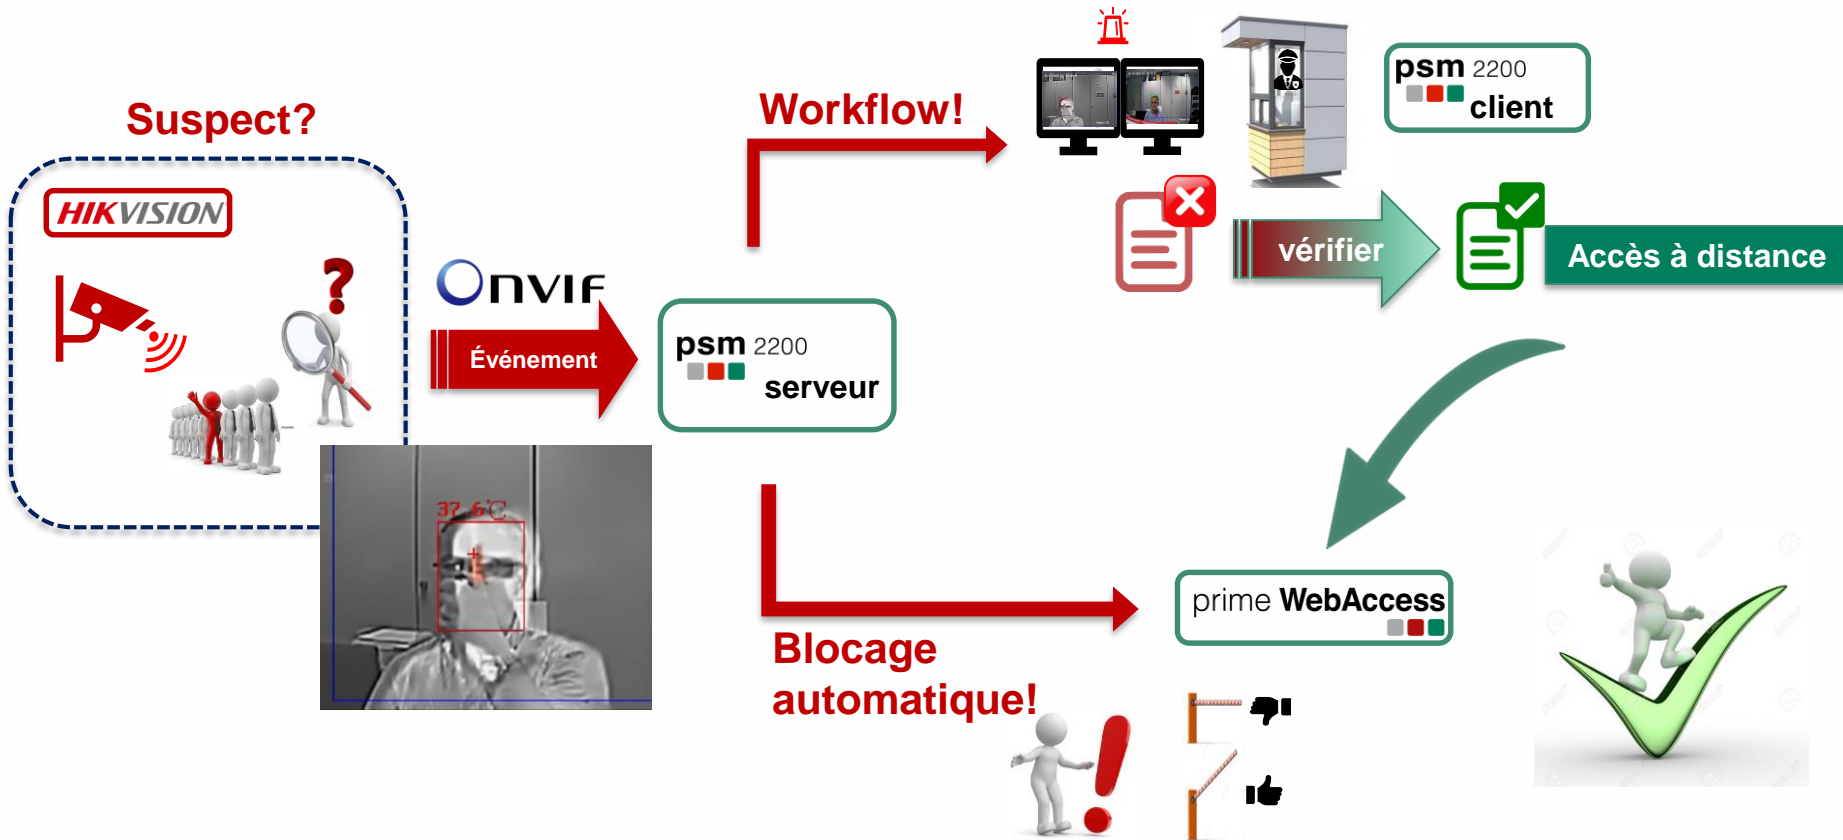 Suspect?
HIKVISION
ONVIF
Événement
37.6°C
psm 2200
serveur
Workflow!
psm 2200
client
vérifier
Accès à distance
prime WebAccess
Blocage
automatique!